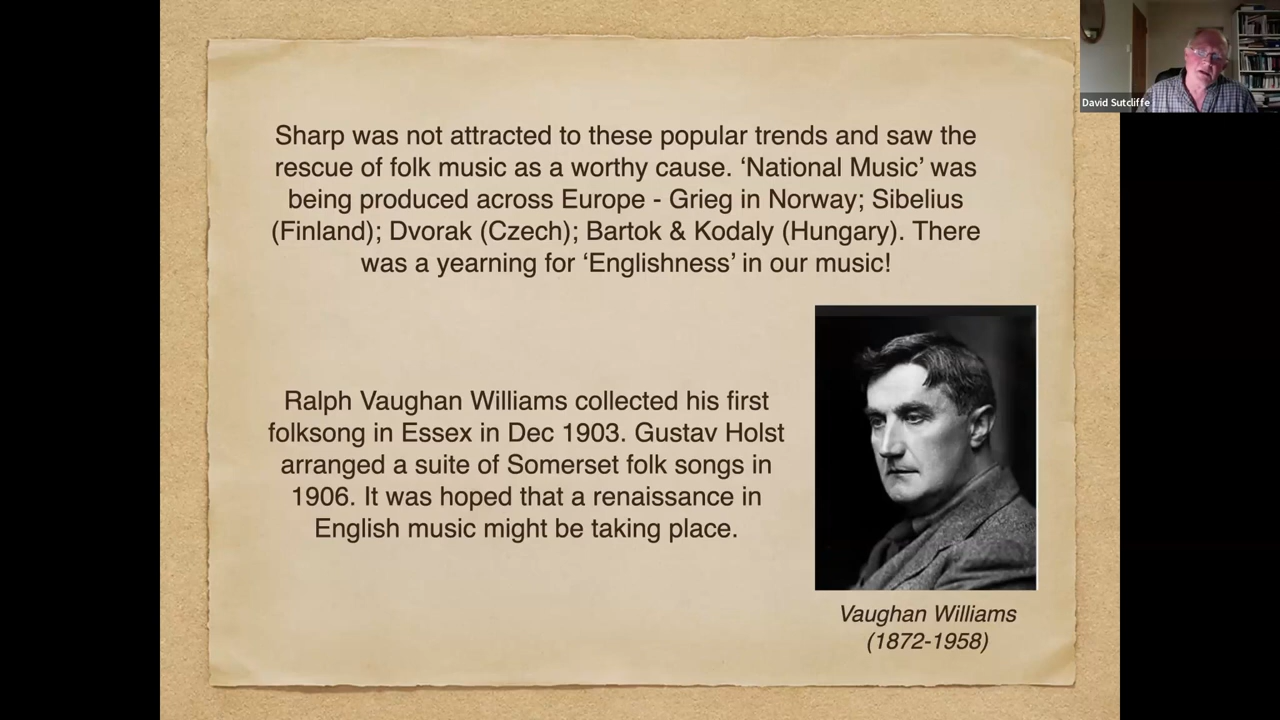 David Sutcliffe
Sharp was not attracted to these popular trends and saw the
rescue of folk music as a worthy cause. ‘National Music’ was
being produced across Europe - Grieg in Norway; Sibelius
(Finland); Dvorak (Czech); Bartok & Kodaly (Hungary). There
was a yearning for ‘Englishness’ in our music!
Ralph Vaughan Williams collected his first
folksong in Essex in Dec 1903. Gustav Holst
arranged a suite of Somerset folk songs in
1906. It was hoped that a renaissance in
English music might be taking place.
Vaughan Williams
(1872-1958)